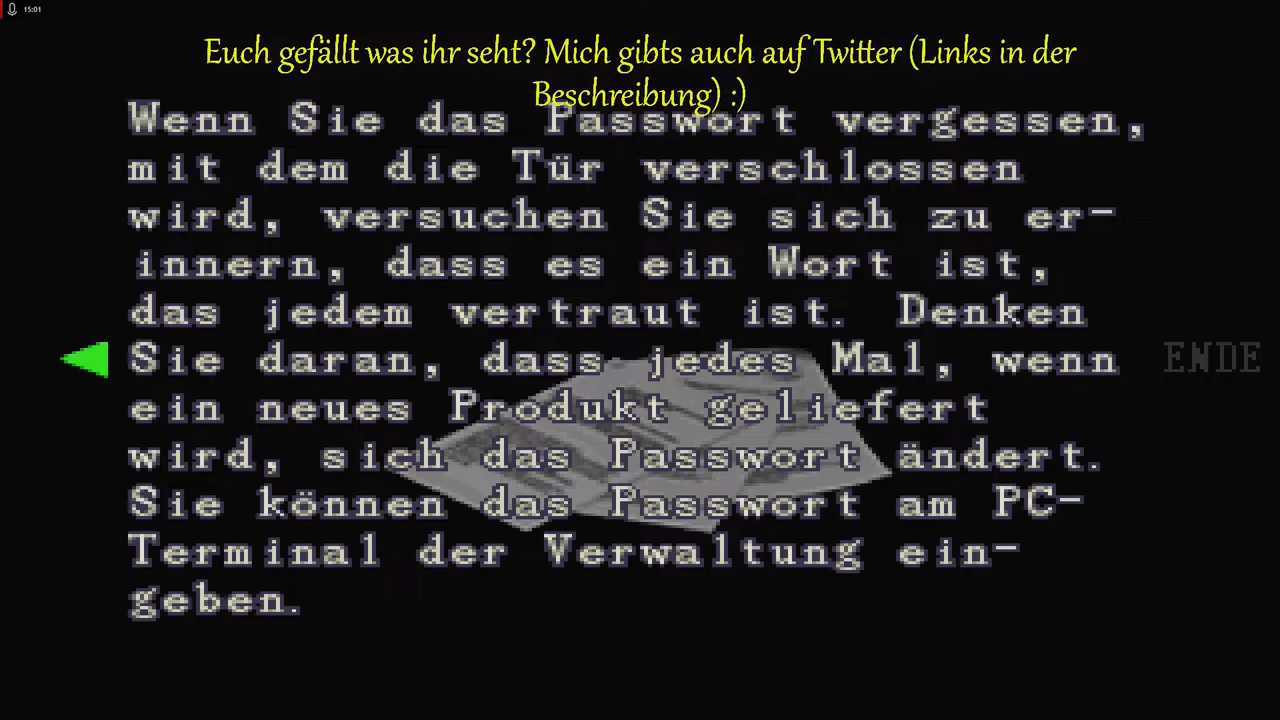 15:01
Euch gefällt was ihr seht? Mich gibts auch auf Twitter (Links in der
Beschreibung) :)
Wenn Sie das Passwort vergessen,
mit dem die Tür verschlossen
wird, versuchen Sie sich zu er-
innern, dass es ein Wort ist,
das jedem vertraut ist. Denken
Sie daran, dass jedes Mal, wenn
ENDE
ein neues Produkt geliefert
wird, sich das Passwort ändert.
Sie können das Passwort am PC-
Terminal der Verwaltung ein-
geben.